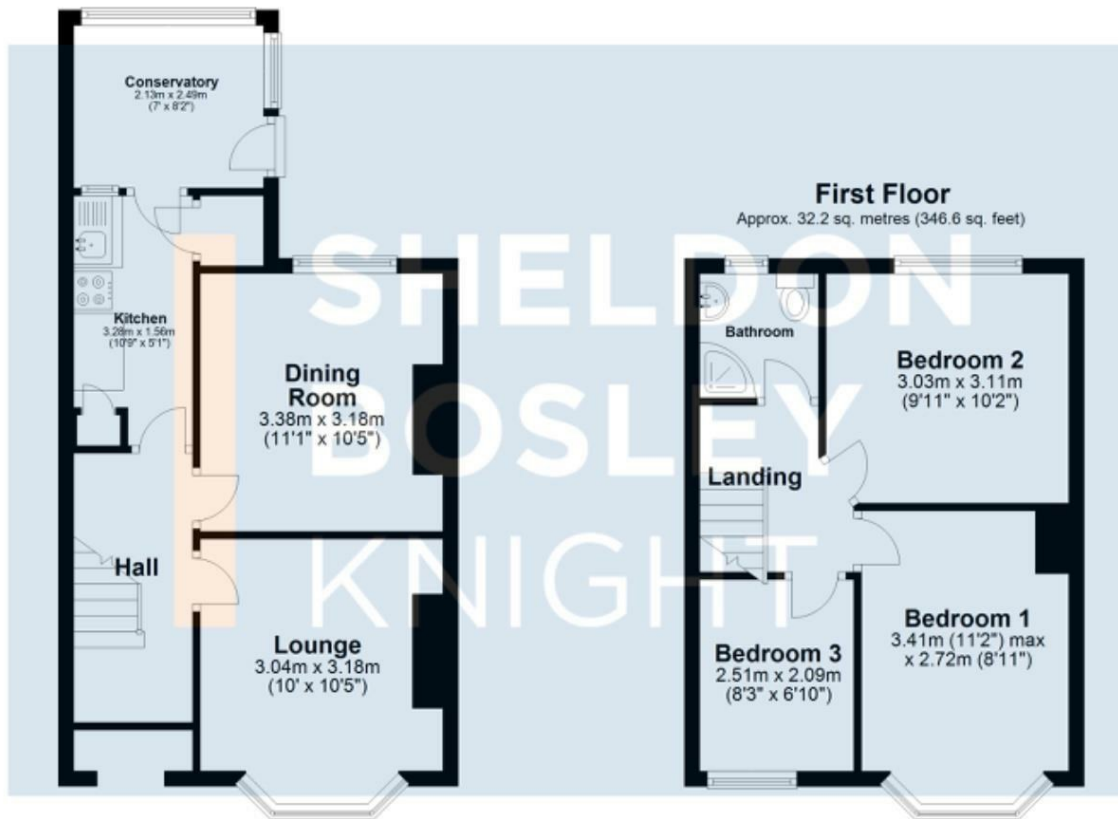 Conservatory
2.13m x 2.49m
(7' x 8'2")
Kitchen
3.28m x 1.56m
(10'9" x 5'1")
Dining
Room
3.38m x 3.18m
(11'1" x 10'5")
Hall
Lounge
3.04m x 3.18m
(10' x 10'5")
First Floor
Approx. 32.2 sq. metres (346.6 sq. feet)
Bathroom
Bedroom 2
3.03m x 3.11m
(9'11" x 10'2")
Landing
Bedroom 1
3.41m (11'2") max
x 2.72m (8'11")
Bedroom 3
2.51m x 2.09m
(8'3" x 6'10")
SHELDON
BOSLEY
KNIGHT